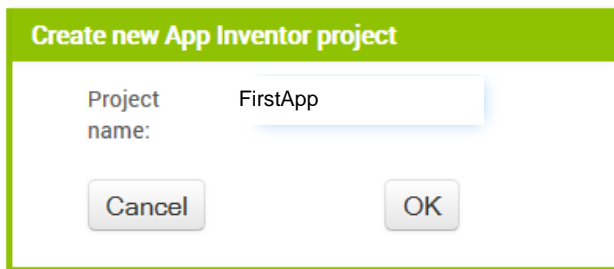 Create new App Inventor project
Project FirstApp
name:
Cancel OK